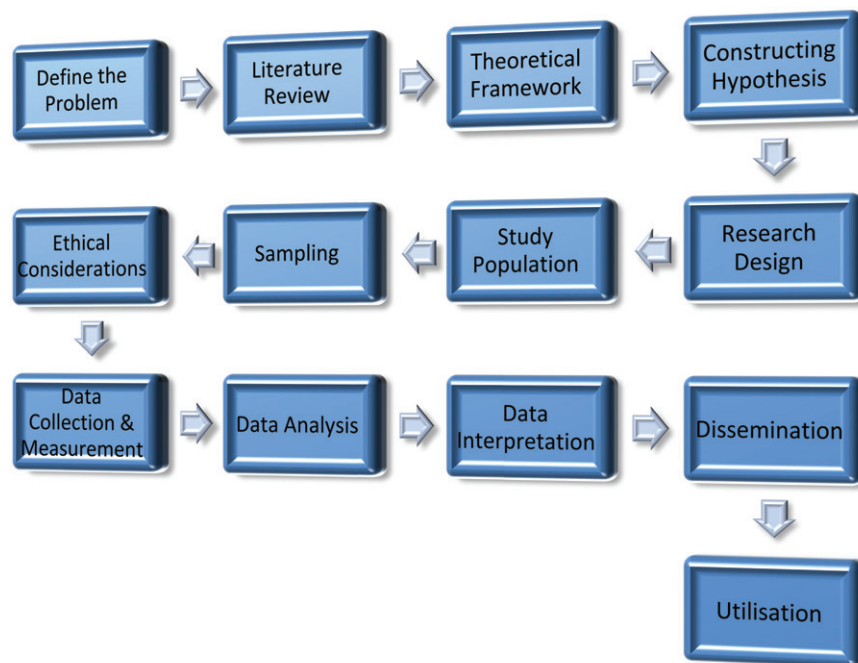 Define the
Problem
Literature
Review
Theoretical
Framework
Constructing
Hypothesis
Research
Design
Study
Population
Sampling
Ethical
Considerations
Data
Collection &
Measurement
Data Analysis
Data
Interpretation
Dissemination
Utilisation